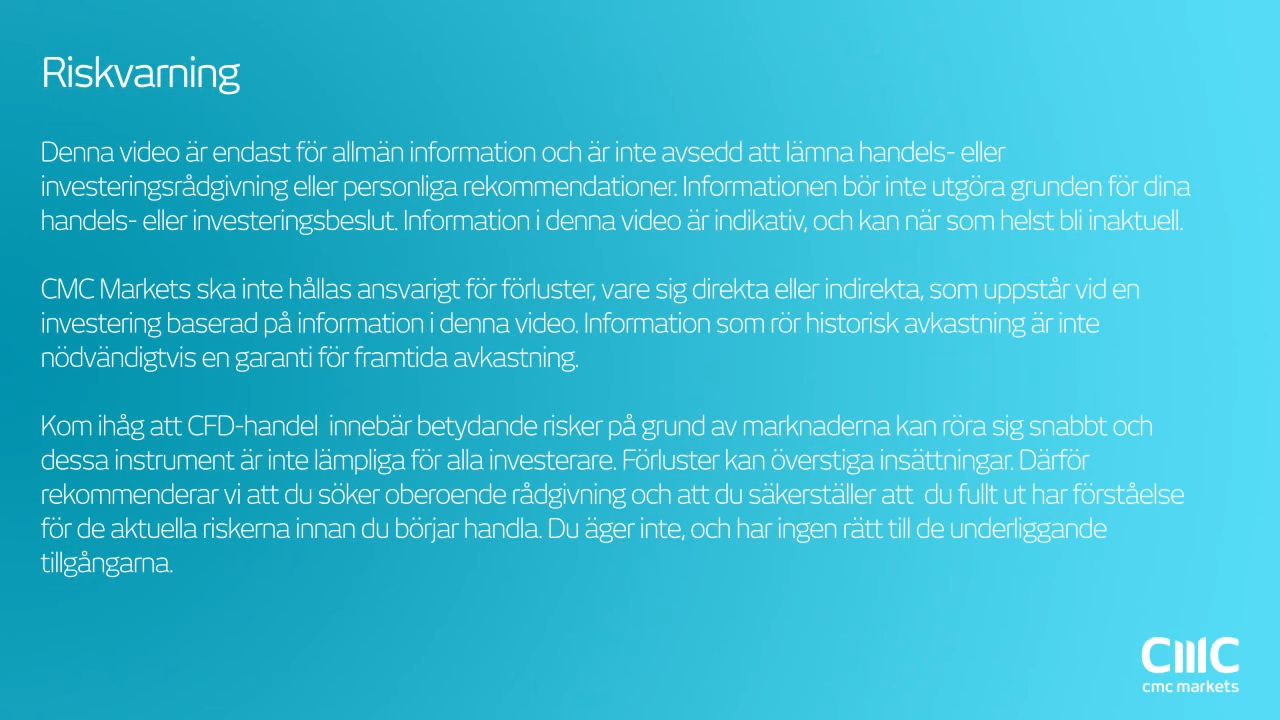 Riskvarning
Denna video är endast för allmän information och är inte avsedd att lämna handels- eller
investeringsrådgivning eller personliga rekommendationer. Informationen bör inte utgöra grunden för dina
handels- eller investeringsbeslut. Information i denna video är indikativ, och kan när som helst bli inaktuell.
CMC Markets ska inte hållas ansvarigt för förluster, vare sig direkta eller indirekta, som uppstår vid en
investering baserad på information i denna video. Information som rör historisk avkastning är inte
nödvändigtvis en garanti för framtida avkastning.
Kom ihåg att CFD-handel  innebär betydande risker på grund av marknaderna kan röra sig snabbt och
dessa instrument är inte lämpliga för alla investerare. Förluster kan överstiga insättningar. Därför
rekommenderar vi att du söker oberoende rådgivning och att du säkerställer att  du fullt ut har förståelse
för de aktuella riskerna innan du börjar handla. Du äger inte, och har ingen rätt till de underliggande
tillgångarna.
CMC
cmc markets